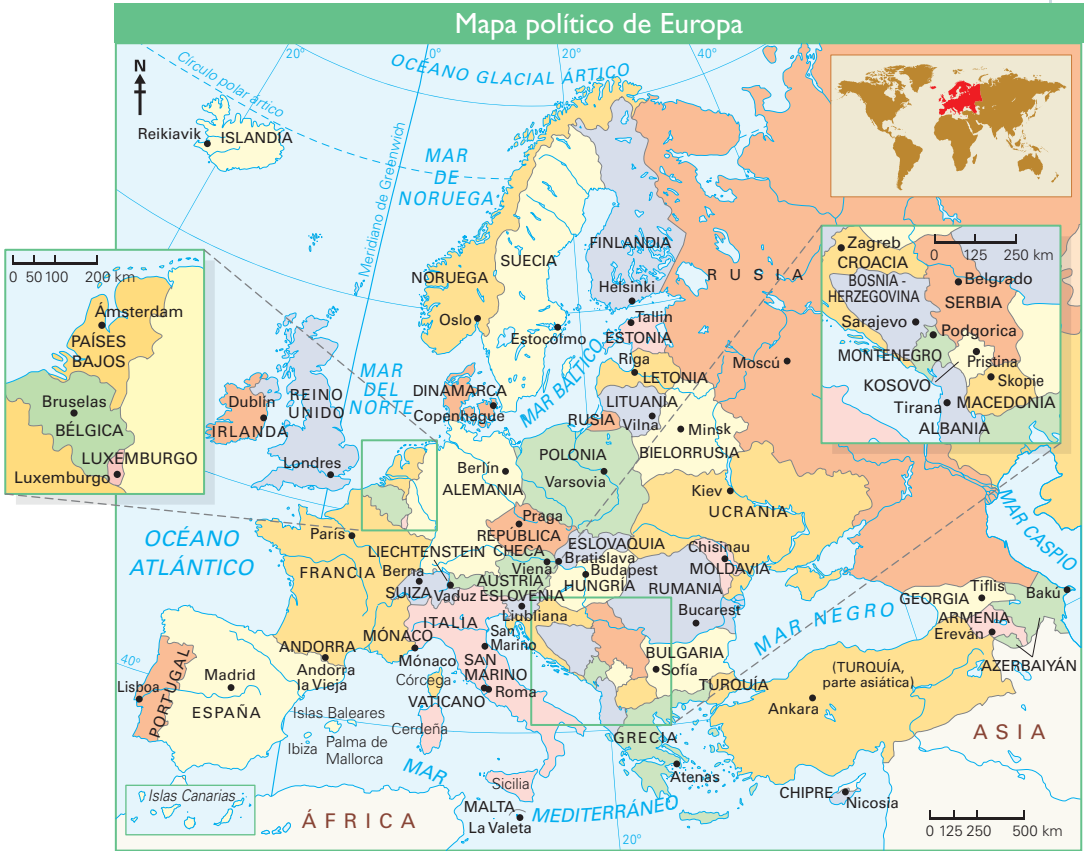 Mapa político de Europa
20°
0°
20°
40°
OCÉANO GLACIAL ÁRTICO
Círculo polar ártico
N
Reikiavik
ISLANDIA
MAR
DE
NORUEGA
Meridiano de Greenwich
FINLANDIA
SUECIA
NORUEGA
RUSIA
Helsinki
Oslo
Tallin
Estocolmo
ESTONIA
Riga
Moscú
LETONIA
MAR BÁLTICO
MAR
DEL
NORTE
DINAMARCA
Copenhague
LITUANIA
RUSIA
Vilna
Minsk
BIELORRUSIA
REINO
UNIDO
Dublín
IRLANDA
Londres
POLONIA
Berlín
ALEMANIA
Varsovia
Kiev
UCRANIA
Praga
REPÚBLICA
CHECA
París
LIECHTENSTEIN
ESLOVAQUIA
Chisinau
Bratislava
Viena
MOLDAVIA
FRANCIA
Berna
Budapest
AUSTRIA
HUNGRÍA
RUMANIA
SUIZA
Vaduz
ESLOVENIA
Liubliana
Bucarest
ITALIA
MÓNACO
San
Marino
BULGARIA
ANDORRA
Mónaco
SAN
MARINO
Sofía
Andorra
la Vieja
Córcega
Roma
TURQUÍA
VATICANO
OCÉANO
ATLÁNTICO
40°
Lisboa
PORTUGAL
Madrid
ESPAÑA
Islas Baleares
Ibiza
Palma de
Mallorca
Cerdeña
GRECIA
Atenas
MAR
MEDITERRÁNEO
Sicilia
MALTA
La Valeta
20°
Islas Canarias
ÁFRICA
MAR NEGRO
MAR CASPIO
GEORGIA
Tiflis
Bakú
ARMENIA
Ereván
AZERBAIYÁN
(TURQUÍA,
parte asiática)
Ankara
ASIA
CHIPRE
Nicosia
0 125 250 500 km
0 50 100 200 km
Ámsterdam
PAÍSES
BAJOS
Bruselas
BÉLGICA
LUXEMBURGO
Luxemburgo
0 125 250
Zagreb
CROACIA
BOSNIA -
HERZEGOVINA
Belgrado
SERBIA
Sarajevo
Podgorica
MONTENEGRO
Pristina
KOSOVO
Skopie
Tirana
MACEDONIA
ALBANIA